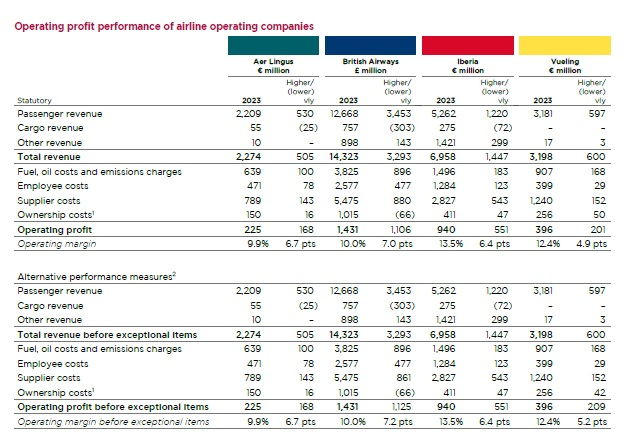 Operating profit performance of airline operating companies
Aer Lingus British Airways Iberia Vueling
€ million £ million € million € million
Higher/ Higher/ Higher/ Higher/
(lower) (lower) (lower) (lower)
Statutory 2023 vly 2023 vly 2023 vly 2023 vly
Passenger revenue 2,209 530 12,668 3,453 5,262 1,220 3,181 597
Cargo revenue 55 (25) 757 (303) 275 (72) – –
Other revenue 10 – 898 143 1,421 299 17 3
Total revenue 2,274 505 14,323 3,293 6,958 1,447 3,198 600
Fuel, oil costs and emissions charges 639 100 3,825 896 1,496 183 907 168
Employee costs 471 78 2,577 477 1,284 123 399 29
Supplier costs 789 143 5,475 880 2,827 543 1,240 152
Ownership costs¹ 150 16 1,015 (66) 411 47 256 50
Operating profit 225 168 1,431 1,106 940 551 396 201
Operating margin 9.9% 6.7 pts 10.0% 7.0 pts 13.5% 6.4 pts 12.4% 4.9 pts
Alternative performance measures²
Passenger revenue 2,209 530 12,668 3,453 5,262 1,220 3,181 597
Cargo revenue 55 (25) 757 (303) 275 (72) – –
Other revenue 10 – 898 143 1,421 299 17 3
Total revenue before exceptional items 2,274 505 14,323 3,293 6,958 1,447 3,198 600
Fuel, oil costs and emissions charges 639 100 3,825 896 1,496 183 907 168
Employee costs 471 78 2,577 477 1,284 123 399 29
Supplier costs 789 143 5,475 861 2,827 543 1,240 152
Ownership costs¹ 150 16 1,015 (66) 411 47 256 42
Operating profit before exceptional items 225 168 1,431 1,125 940 551 396 209
Operating margin before exceptional items 9.9% 6.7 pts 10.0% 7.2 pts 13.5% 6.4 pts 12.4% 5.2 pts